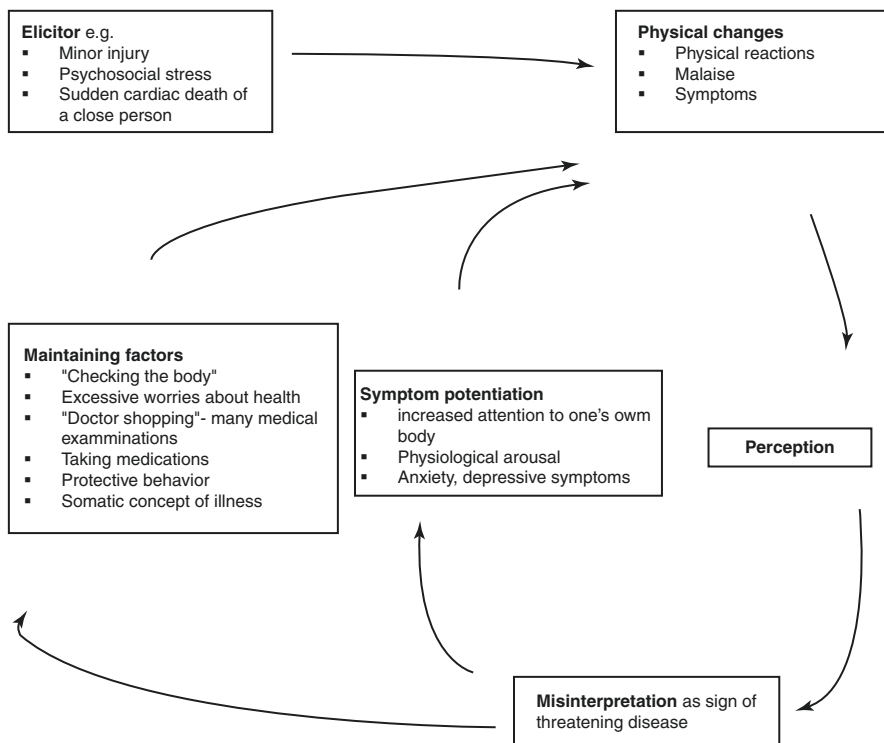 Elicitor e.g.
▪ Minor injury
▪ Psychosocial stress
▪ Sudden cardiac death of
a close person
Physical changes
▪ Physical reactions
▪ Malaise
▪ Symptoms
Maintaining factors
▪ "Checking the body"
▪ Excessive worries about health
▪ "Doctor shopping"- many medical
examminations
▪ Taking medications
▪ Protective behavior
▪ Somatic concept of illness
Symptom potentiation
▪ increased attention to one's owm
body
▪ Physiological arousal
▪ Anxiety, depressive symptoms
Perception
Misinterpretation as sign of
threatening disease